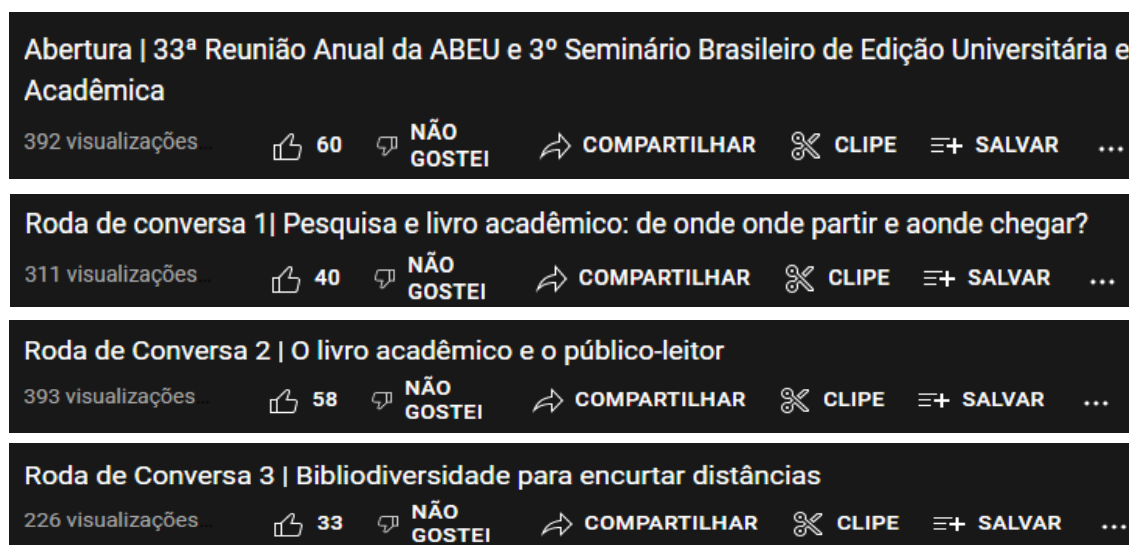 Abertura | 33ª Reunião Anual da ABEU e 3º Seminário Brasileiro de Edição Universitária e
Acadêmica
392 visualizações 60 NÃO GOSTEI COMPARTILHAR CLIPE SALVAR ...
Roda de conversa 1| Pesquisa e livro acadêmico: de onde onde partir e aonde chegar?
311 visualizações 40 NÃO GOSTEI COMPARTILHAR CLIPE SALVAR ...
Roda de Conversa 2 | O livro acadêmico e o público-leitor
393 visualizações 58 NÃO GOSTEI COMPARTILHAR CLIPE SALVAR ...
Roda de Conversa 3 | Bibliodiversidade para encurtar distâncias
226 visualizações 33 NÃO GOSTEI COMPARTILHAR CLIPE SALVAR ...